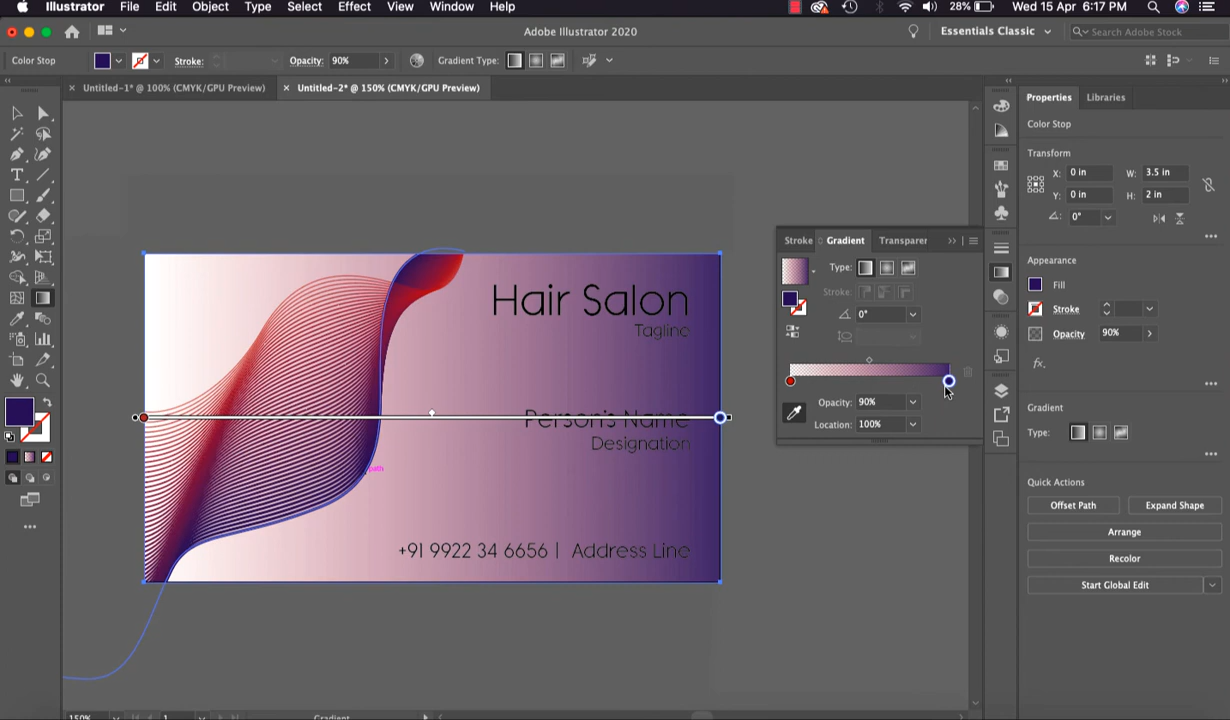 Illustrator File Edit Object Type Select Effect View Window Help 28% Wed 15 Apr 6:17 PM
Adobe Illustrator 2020 Essentials Classic Search Adobe Stock
Color Stop Stroke: Opacity: 90% Gradient Type:
× Untitled-1* @ 100% (CMYK/GPU Preview) × Untitled-2* @ 150% (CMYK/GPU Preview)
Properties Libraries
Color Stop
Transform
X: 0 in W: 3.5 in
Y: 0 in H: 2 in
0°
Stroke Gradient Transparer
Type:
Stroke:
0°
Opacity: 90%
Location: 100%
Appearance
Fill
Stroke
Opacity 90%
fx.
Gradient
Type:
Quick Actions
Offset Path Expand Shape
Arrange
Recolor
Start Global Edit
Hair Salon
Tagline
Person's Name
Designation
path
+91 9922 34 6656 | Address Line
150% 1 Gradient